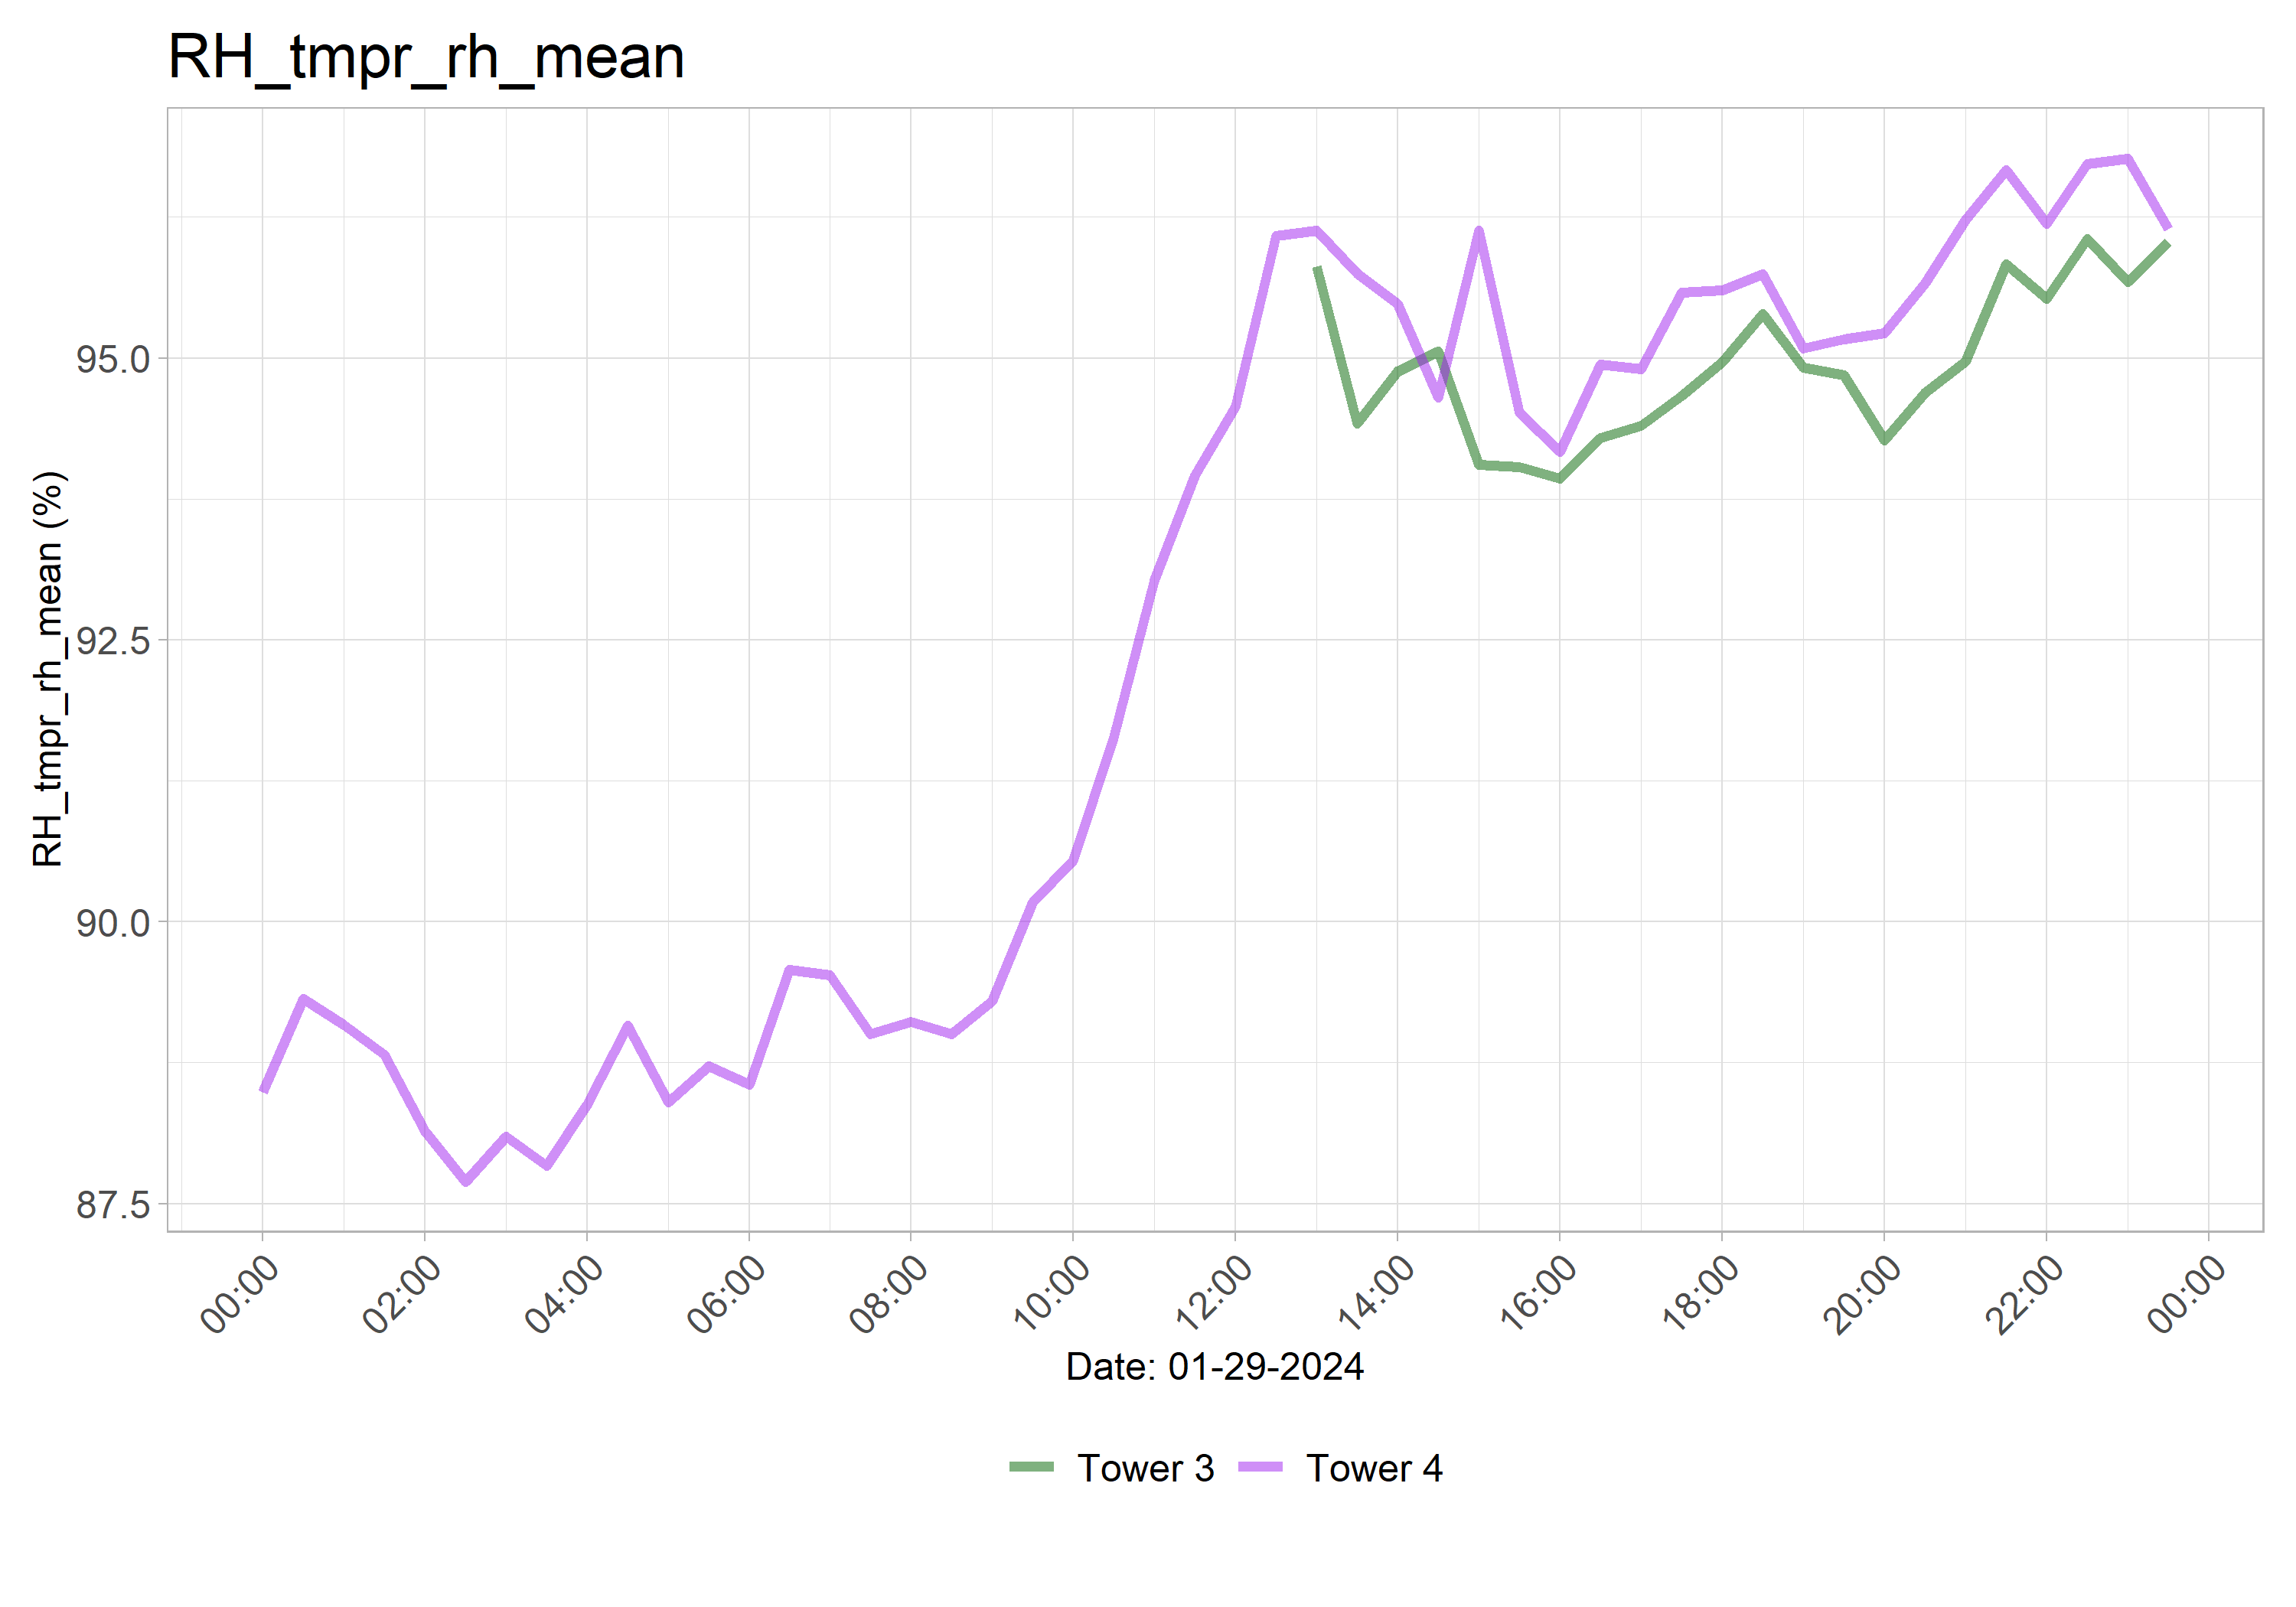 RH_tmpr_rh_mean
RH_tmpr_rh_mean (%)
95.0
92.5
90.0
87.5
00:00 02:00 04:00 06:00 08:00 10:00 12:00 14:00 16:00 18:00 20:00 22:00 00:00
Date: 01-29-2024
Tower 3 Tower 4